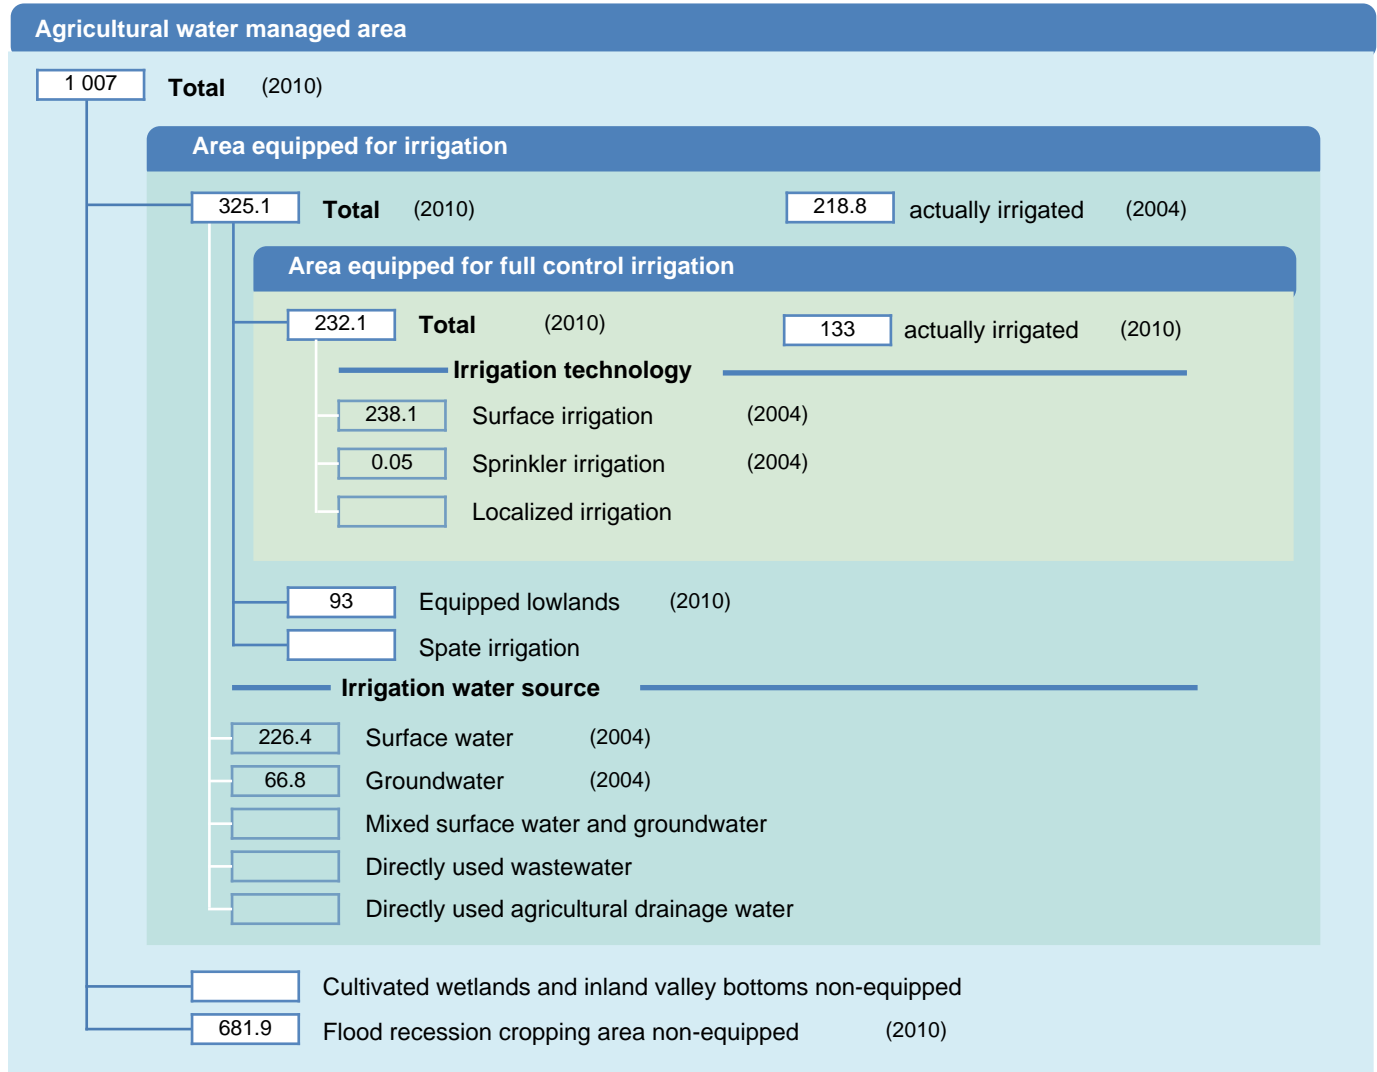 Agricultural water managed area
1 007 Total (2010)
Area equipped for irrigation
325.1 Total (2010) 218.8 actually irrigated (2004)
Area equipped for full control irrigation
232.1 Total (2010) 133 actually irrigated (2010)
Irrigation technology
238.1 Surface irrigation (2004)
0.05 Sprinkler irrigation (2004)
Localized irrigation
93 Equipped lowlands (2010)
Spate irrigation
Irrigation water source
226.4 Surface water (2004)
66.8 Groundwater (2004)
Mixed surface water and groundwater
Directly used wastewater
Directly used agricultural drainage water
Cultivated wetlands and inland valley bottoms non-equipped
681.9 Flood recession cropping area non-equipped (2010)